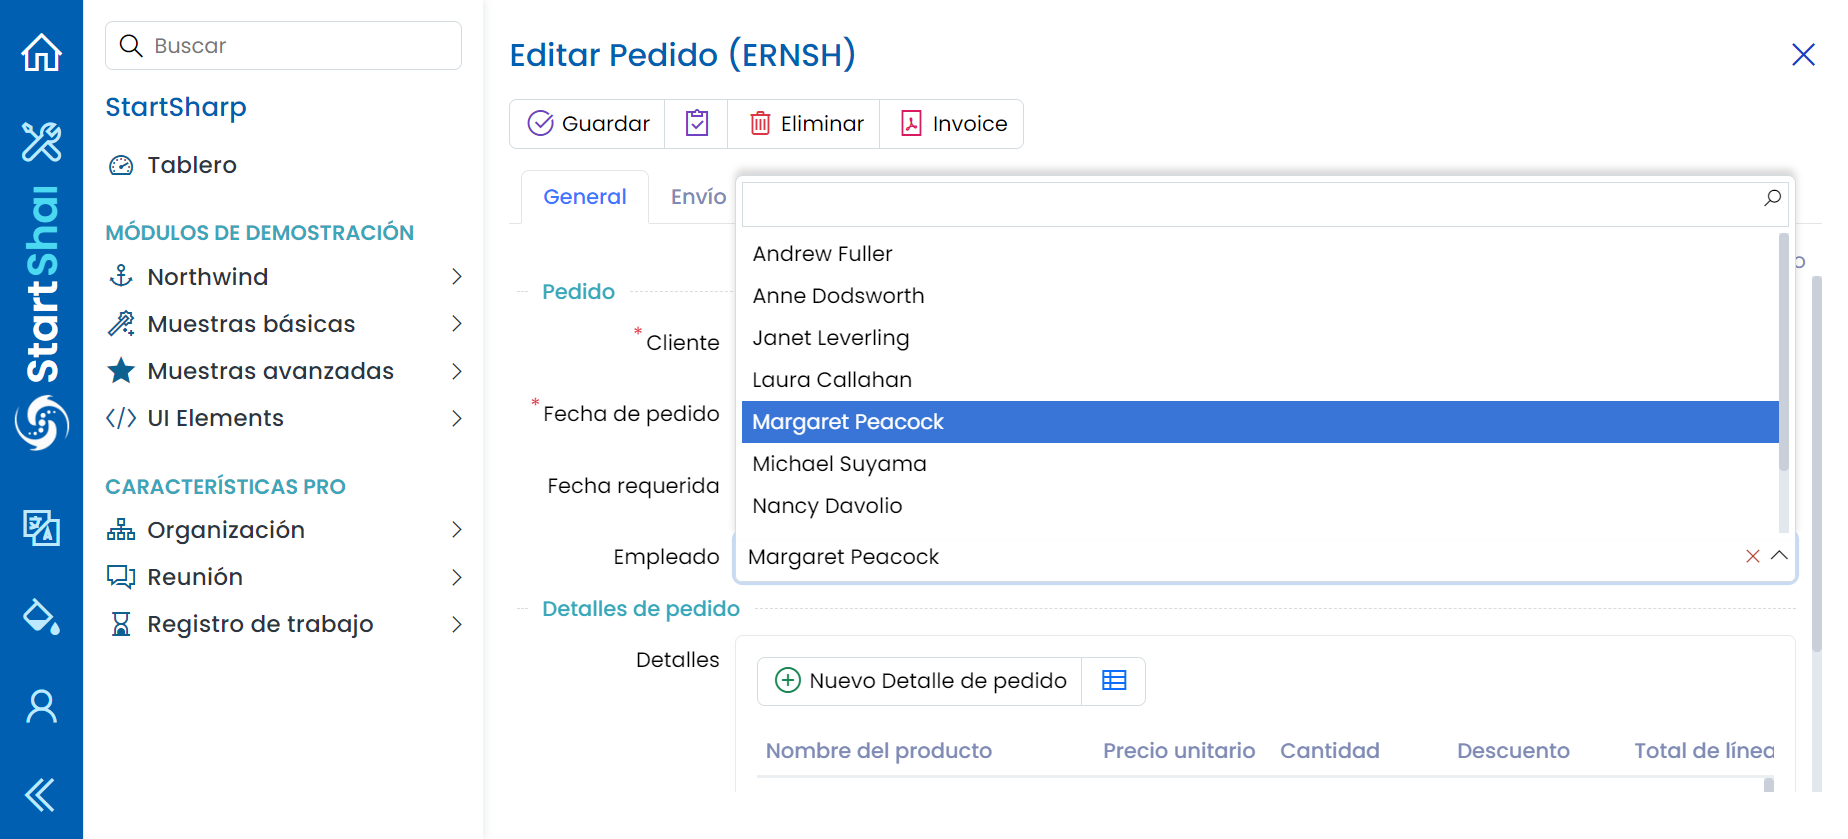 StartShar
Buscar
StartSharp
Tablero
MÓDULOS DE DEMOSTRACIÓN
Northwind
Muestras básicas
Muestras avanzadas
UI Elements
CARACTERÍSTICAS PRO
Organización
Reunión
Registro de trabajo
Editar Pedido (ERNSH)
Guardar
Eliminar
Invoice
General
Envío
Pedido
* Cliente
* Fecha de pedido
Fecha requerida
Empleado
Andrew Fuller
Anne Dodsworth
Janet Leverling
Laura Callahan
Margaret Peacock
Michael Suyama
Nancy Davolio
Margaret Peacock
Detalles de pedido
Detalles
Nuevo Detalle de pedido
Nombre del producto Precio unitario Cantidad Descuento Total de línea